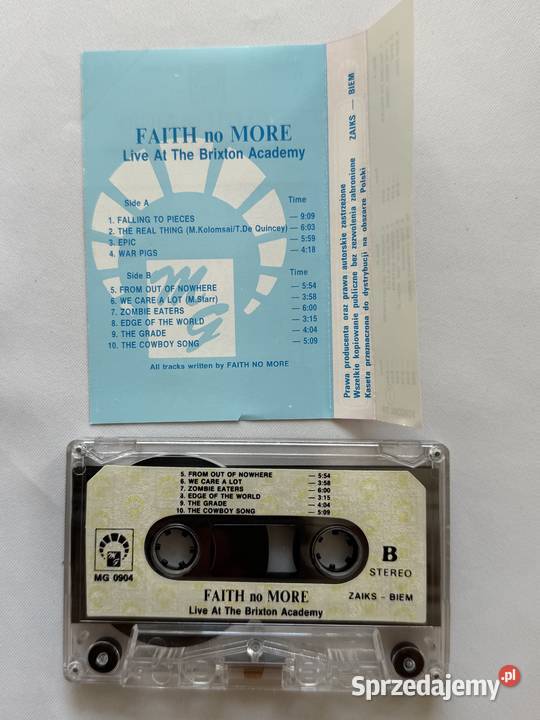 FAITH no MORE
Live At The Brixton Academy
Side A Time
1. FALLING TO PIECES — 9:09
2. THE REAL THING (M.Kolomsai/T.De Quincey) — 6:03
3. EPIC — 5:59
4. WAR PIGS — 4:18
Side B Time
5. FROM OUT OF NOWHERE — 5:54
6. WE CARE A LOT (M.Starr) — 3:58
7. ZOMBIE EATERS — 6:00
8. EDGE OF THE WORLD — 3:15
9. THE GRADE — 4:04
10. THE COWBOY SONG — 5:09
MG
All tracks written by FAITH NO MORE
Prawa producenta oraz prawa autorskie zastrzeżone ZAIKS — BIEM
Wszelkie kopiowanie publiczne bez zezwolenia zabronione
Kaseta przeznaczona do dystrybucji na obszarze Polski
5. FROM OUT OF NOWHERE — 5:54
6. WE CARE A LOT — 3:58
7. ZOMBIE EATERS — 6:00
8. EDGE OF THE WORLD — 3:15
9. THE GRADE — 4:04
10. THE COWBOY SONG — 5:09
MG 0904
B
STEREO
FAITH no MORE
Live At The Brixton Academy
ZAIKS - BIEM
Sprzedajemy.pl